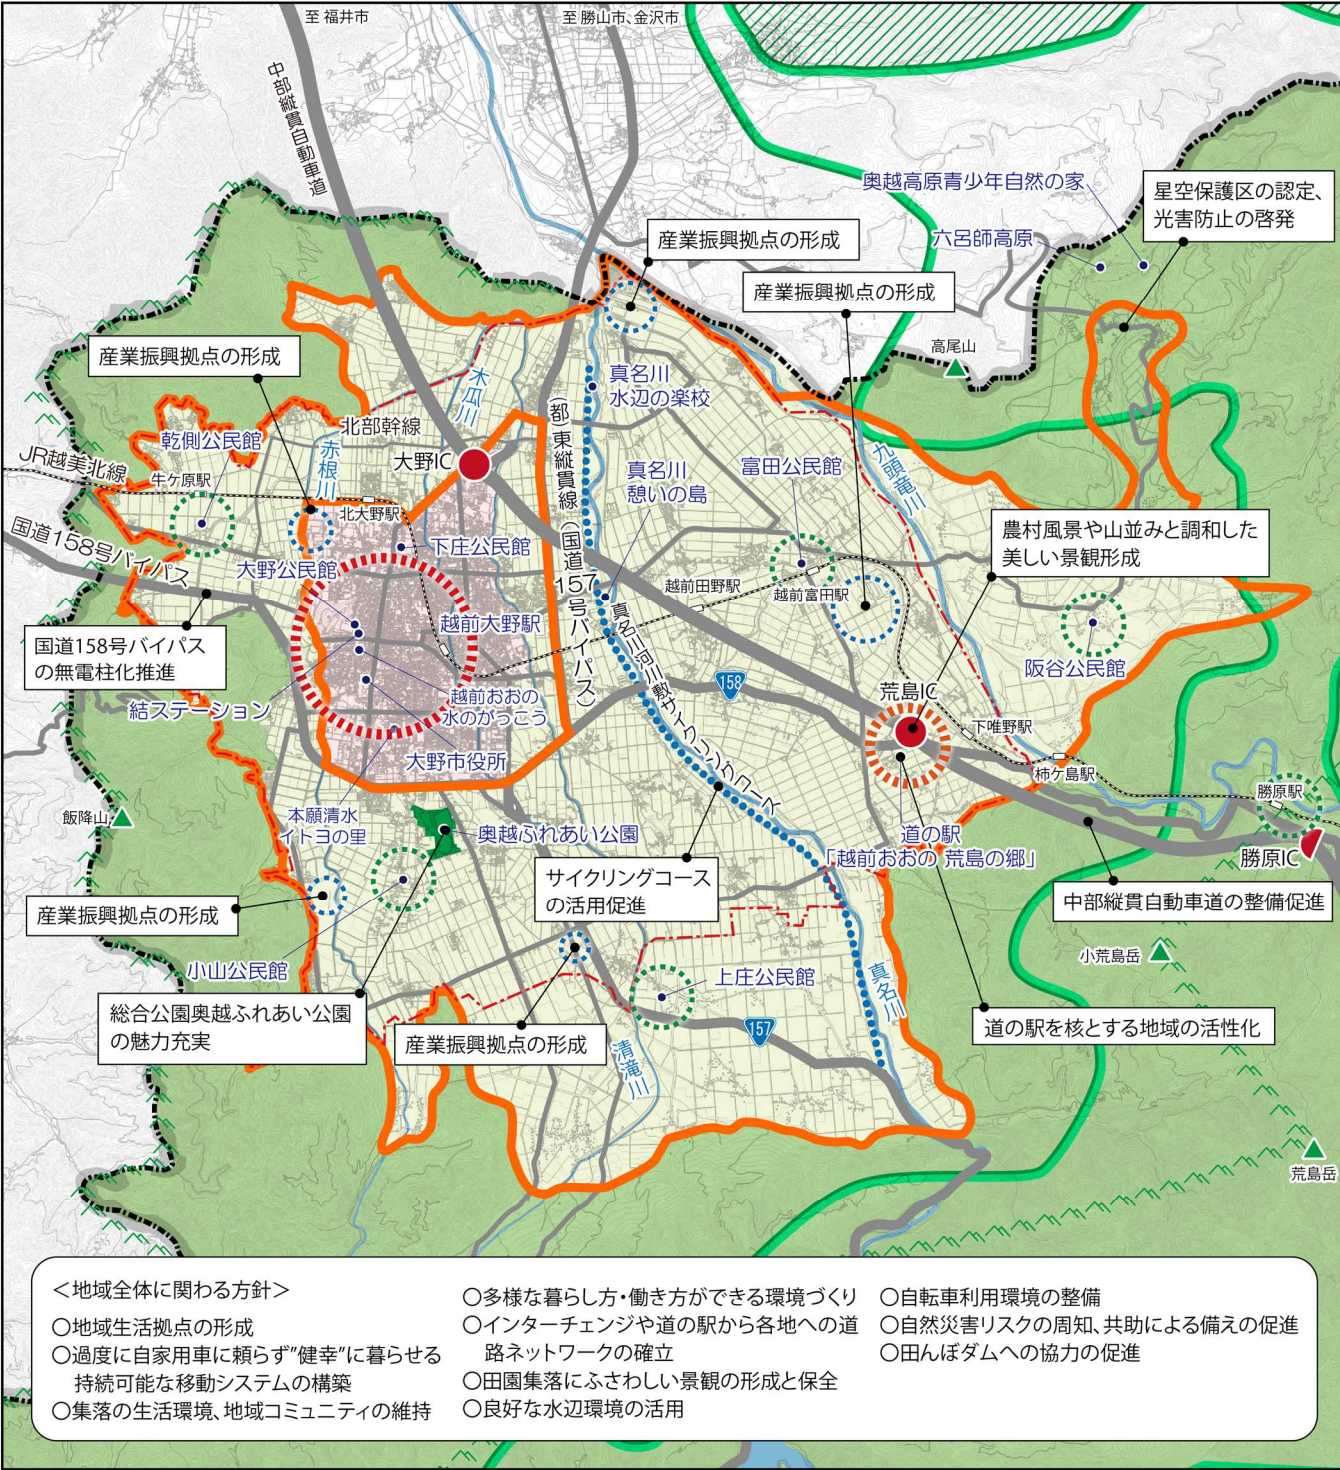 至 福井市
至 勝山市、金沢市
中部縦貫自動車道
奥越高原青少年自然の家
六呂師高原
星空保護区の認定、
光害防止の啓発
産業振興拠点の形成
産業振興拠点の形成
高尾山
産業振興拠点の形成
木瓜川
真名川
水辺の楽校
北部幹線
乾側公民館
赤根川
(都)東縦貫線(国道157号バイパス)
大野IC
JR越美北線
牛ケ原駅
北大野駅
真名川
憩いの島
富田公民館
九頭竜川
農村風景や山並みと調和した
美しい景観形成
国道158号バイパス
下庄公民館
大野公民館
越前田野駅
越前富田駅
越前大野駅
国道158号バイパス
の無電柱化推進
真名川河川敷サイクリングコース
阪谷公民館
158
荒島IC
結ステーション
越前おおの
水のがっこう
下唯野駅
大野市役所
柿ケ島駅
勝原駅
飯降山
本願清水
イトヨの里
奥越ふれあい公園
道の駅
「越前おおの 荒島の郷」
勝原IC
サイクリングコース
の活用促進
中部縦貫自動車道の整備促進
産業振興拠点の形成
小荒島岳
小山公民館
上庄公民館
真名川
総合公園奥越ふれあい公園
の魅力充実
産業振興拠点の形成
157
道の駅を核とする地域の活性化
清滝川
荒島岳
＜地域全体に関わる方針＞
○地域生活拠点の形成
○過度に自家用車に頼らず”健幸”に暮らせる
持続可能な移動システムの構築
○集落の生活環境、地域コミュニティの維持
○多様な暮らし方・働き方ができる環境づくり
○インターチェンジや道の駅から各地への道
路ネットワークの確立
○田園集落にふさわしい景観の形成と保全
○良好な水辺環境の活用
○自転車利用環境の整備
○自然災害リスクの周知、共助による備えの促進
○田んぼダムへの協力の促進